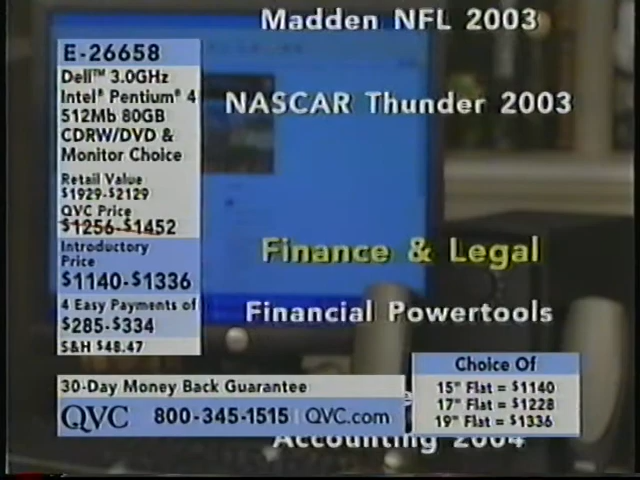 Madden NFL 2003
NASCAR Thunder 2003
Finance & Legal
Financial Powertools
Accounting 2004
E-26658
Dell™ 3.0GHz
Intel® Pentium® 4
512Mb 80GB
CDRW/DVD &
Monitor Choice
Retail Value
$1929-$2129
QVC Price
$1256-$1452
Introductory
Price
$1140-$1336
4 Easy Payments of
$285-$334
S&H $48.47
30-Day Money Back Guarantee
QVC 800-345-1515 | QVC.com
Choice Of
15" Flat = $1140
17" Flat = $1228
19" Flat = $1336